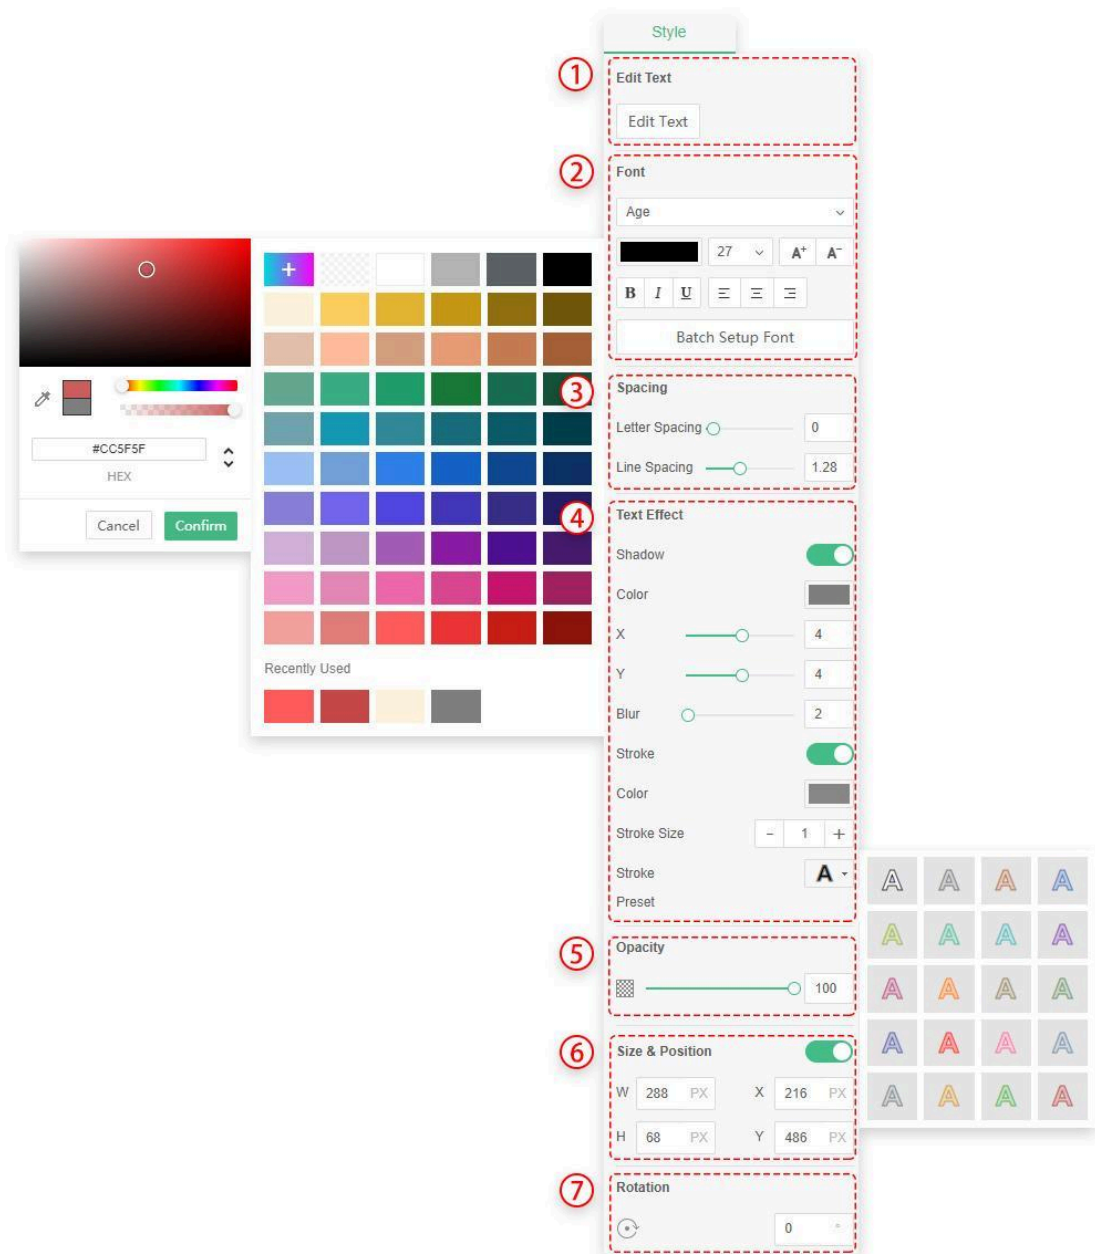 Style
① Edit Text
Edit Text
② Font
Age
27 A+ A-
B I U
Batch Setup Font
③ Spacing
Letter Spacing 0
Line Spacing 1.28
④ Text Effect
Shadow
Color
X 4
Y 4
Blur 2
Stroke
Color
Stroke Size - 1 +
Stroke A
Preset
⑤ Opacity
100
⑥ Size & Position
W 288 PX X 216 PX
H 68 PX Y 486 PX
⑦ Rotation
0 °
+
Recently Used
#CC5F5F
HEX
Cancel Confirm
A A A A
A A A A
A A A A
A A A A
A A A A